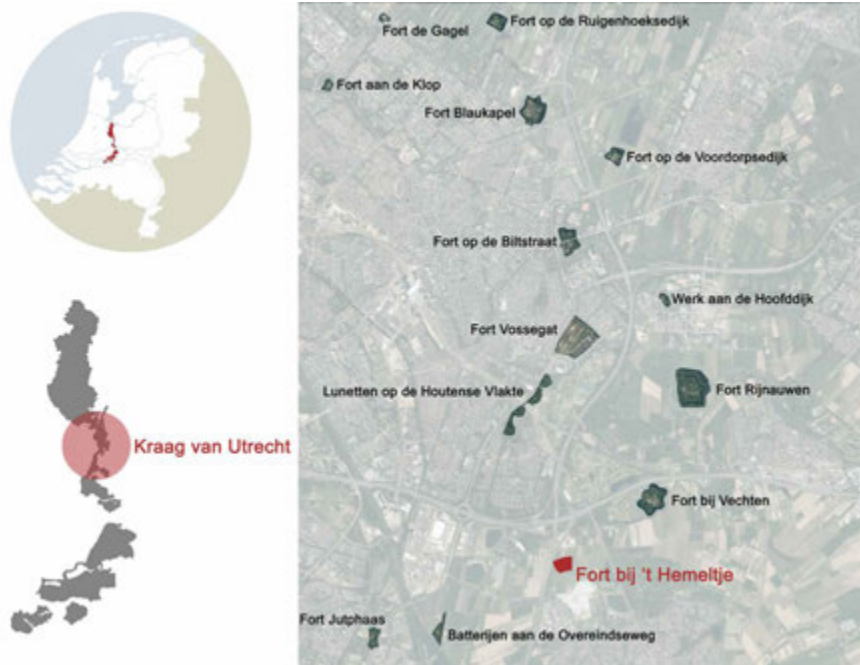 Fort de Gagel
Fort op de Ruigenhoeksedijk
Fort aan de Klop
Fort Blaukapel
Fort op de Voordorpsedijk
Fort op de Biltstraat
Werk aan de Hoofddijk
Fort Vossegat
Lunetten op de Houtense Vlakte
Fort Rijnauwen
Kraag van Utrecht
Fort bij Vechten
Fort bij 't Hemeltje
Fort Jutphaas
Batterijen aan de Overeindseweg